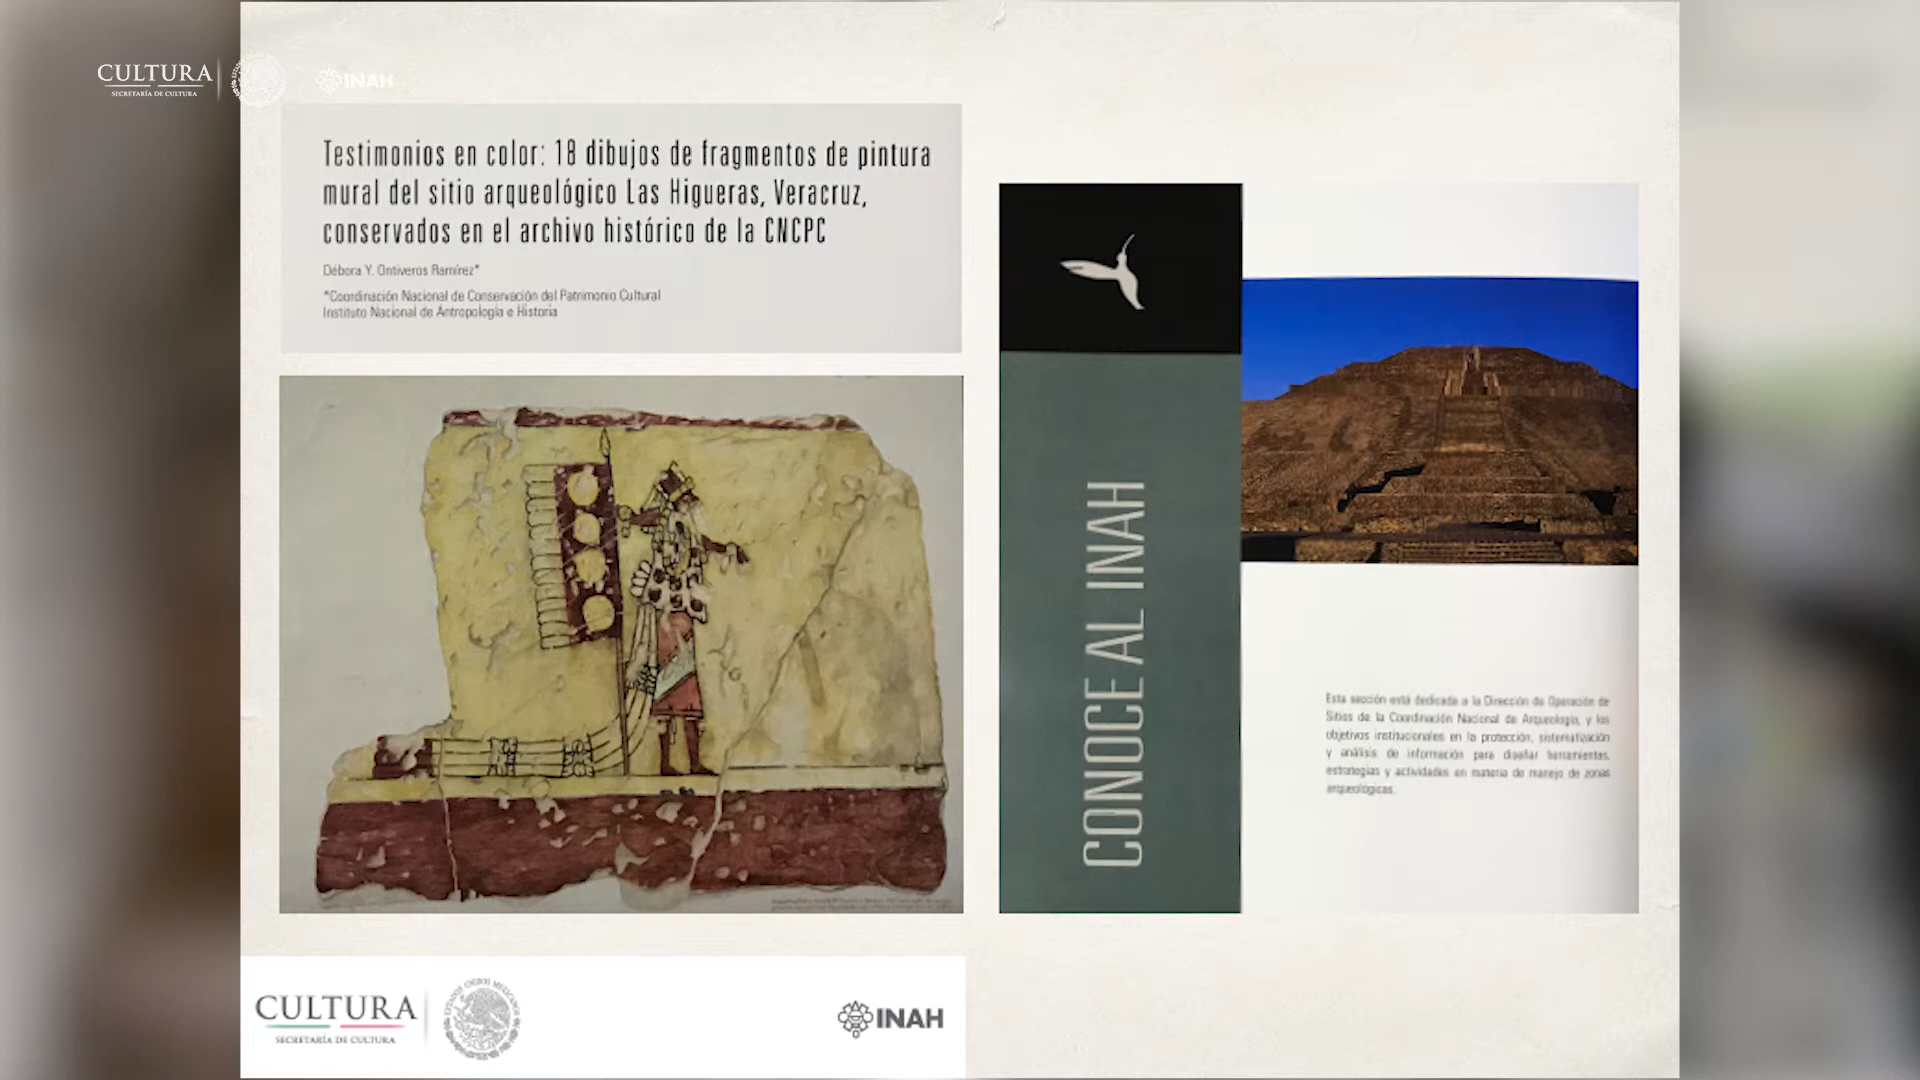 CULTURA
SECRETARÍA DE CULTURA
INAH
Testimonios en color: 18 dibujos de fragmentos de pintura
mural del sitio arqueológico Las Higueras, Veracruz,
conservados en el archivo histórico de la CNCPC
Débora Y. Ontiveros Ramírez*
*Coordinación Nacional de Conservación del Patrimonio Cultural
Instituto Nacional de Antropología e Historia
CONOCE AL INAH
Esta sección está dedicada a la Dirección de Operación de
Sitios de la Coordinación Nacional de Arqueología, y los
objetivos institucionales en la protección, sistematización
y análisis de información para diseñar herramientas,
estrategias y actividades en materia de manejo de zonas
arqueológicas.
CULTURA
SECRETARÍA DE CULTURA
ESTADOS UNIDOS MEXICANOS
INAH